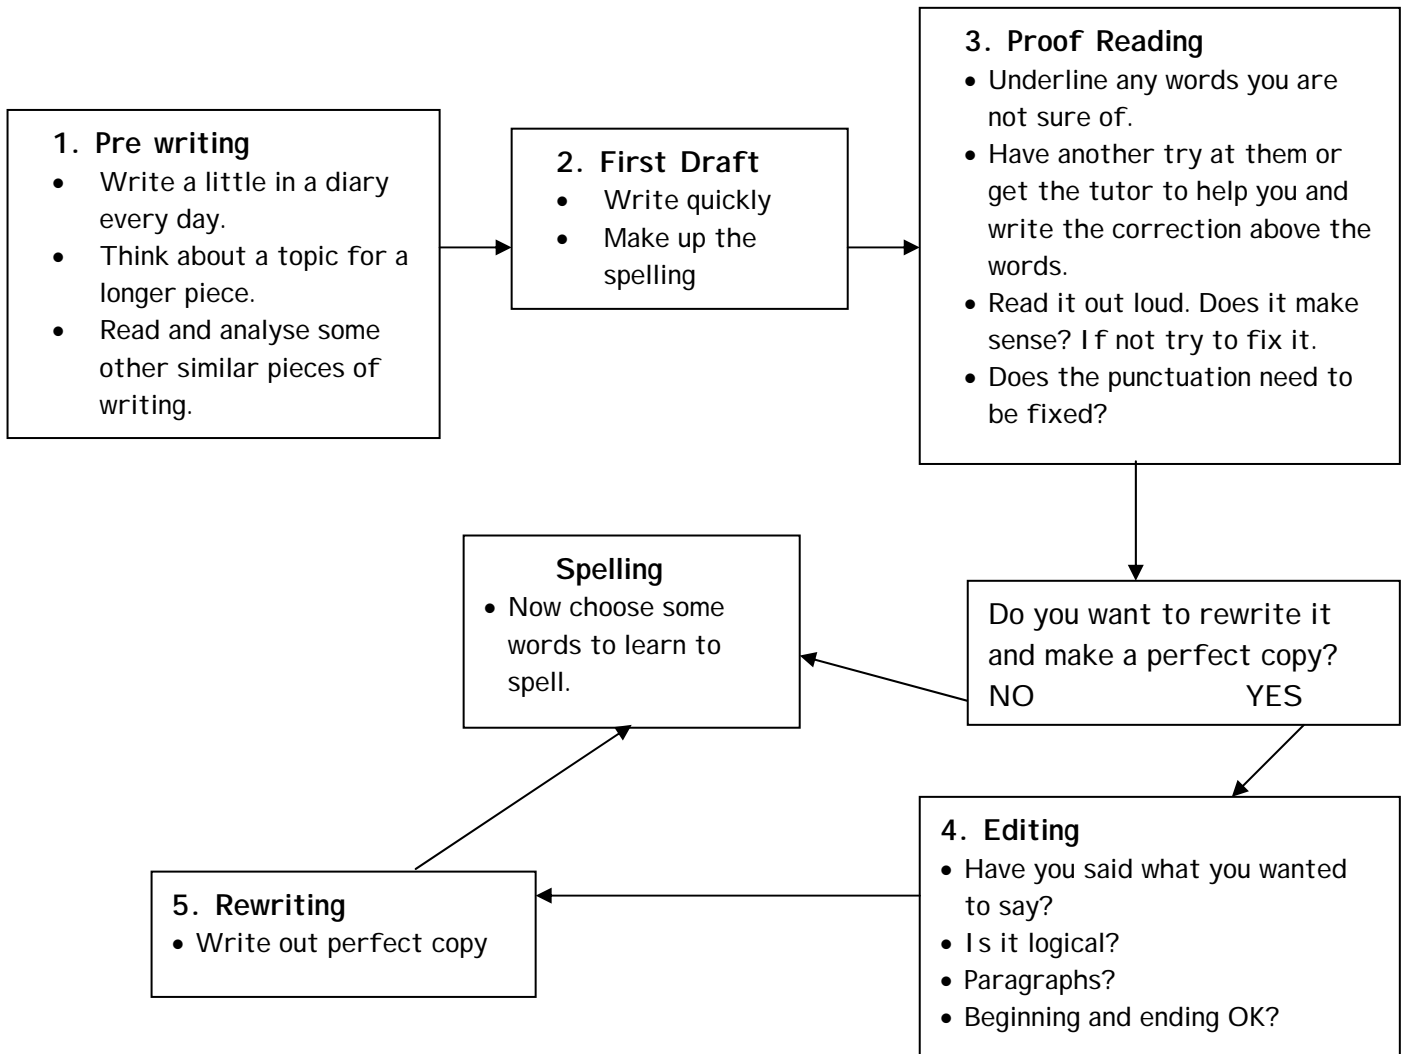 1. Pre writing
• Write a little in a diary
every day.
• Think about a topic for a
longer piece.
• Read and analyse some
other similar pieces of
writing.
2. First Draft
• Write quickly
• Make up the
spelling
3. Proof Reading
• Underline any words you are
not sure of.
• Have another try at them or
get the tutor to help you and
write the correction above the
words.
• Read it out loud. Does it make
sense? If not try to fix it.
• Does the punctuation need to
be fixed?
Do you want to rewrite it
and make a perfect copy?
NO YES
4. Editing
• Have you said what you wanted
to say?
• Is it logical?
• Paragraphs?
• Beginning and ending OK?
5. Rewriting
• Write out perfect copy
Spelling
• Now choose some
words to learn to
spell.